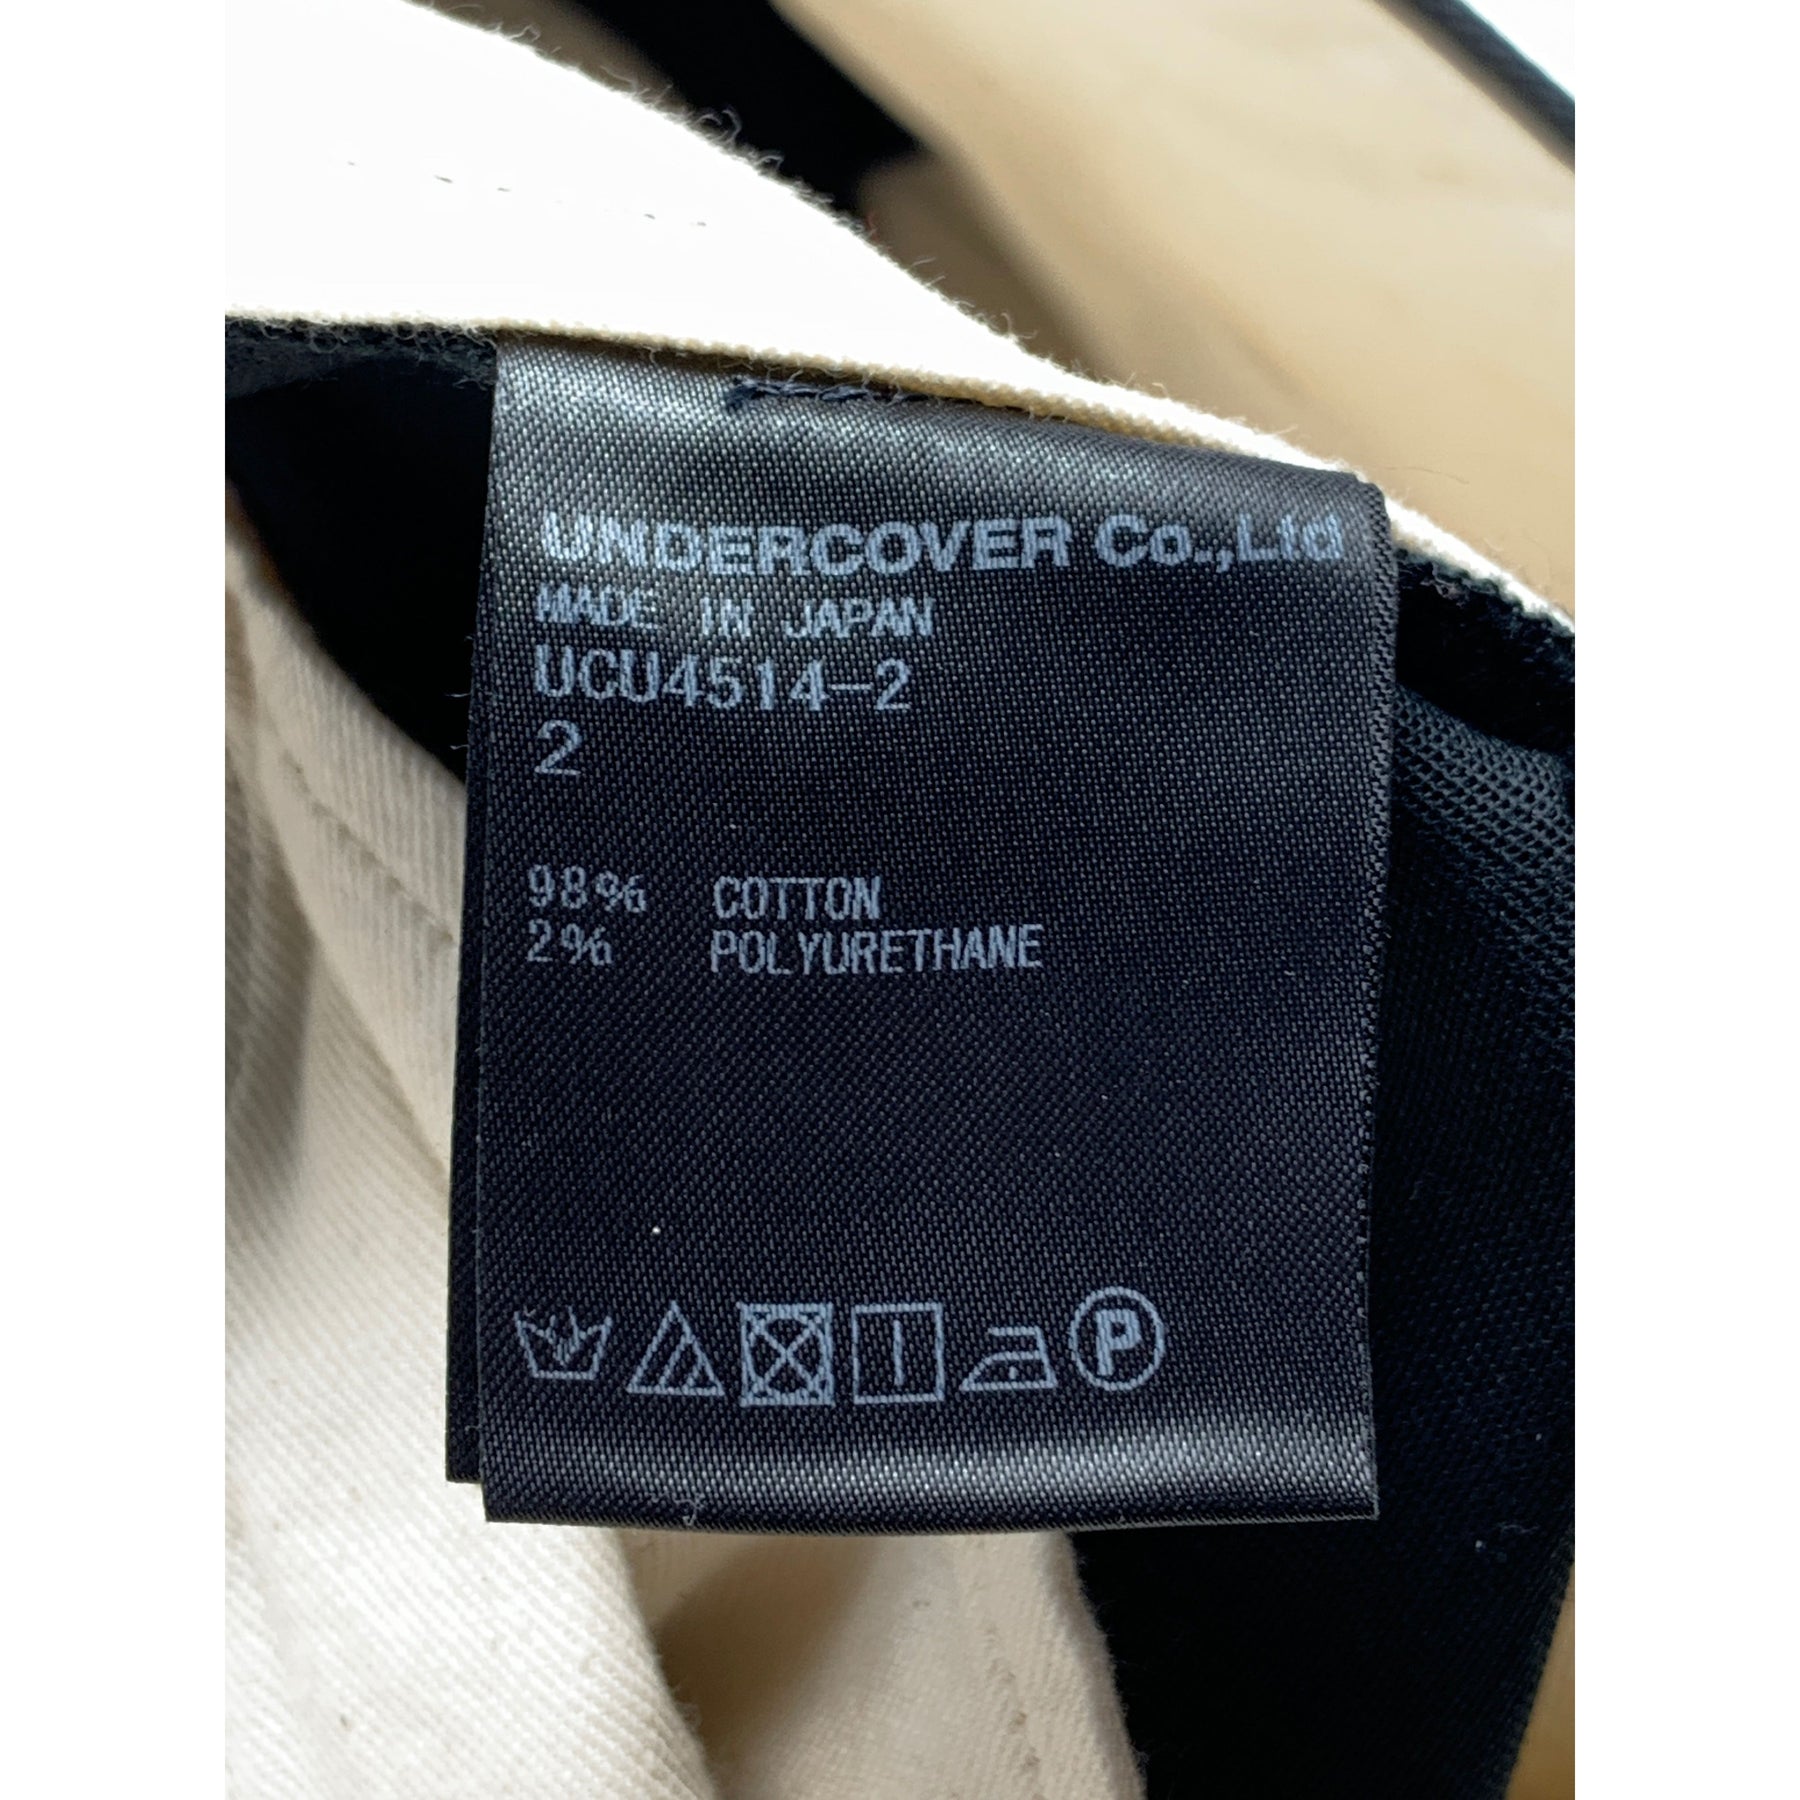 UNDERCOVER Co.,Ltd
MADE IN JAPAN
UCU4514-2
2
98% COTTON
2% POLYURETHANE
P